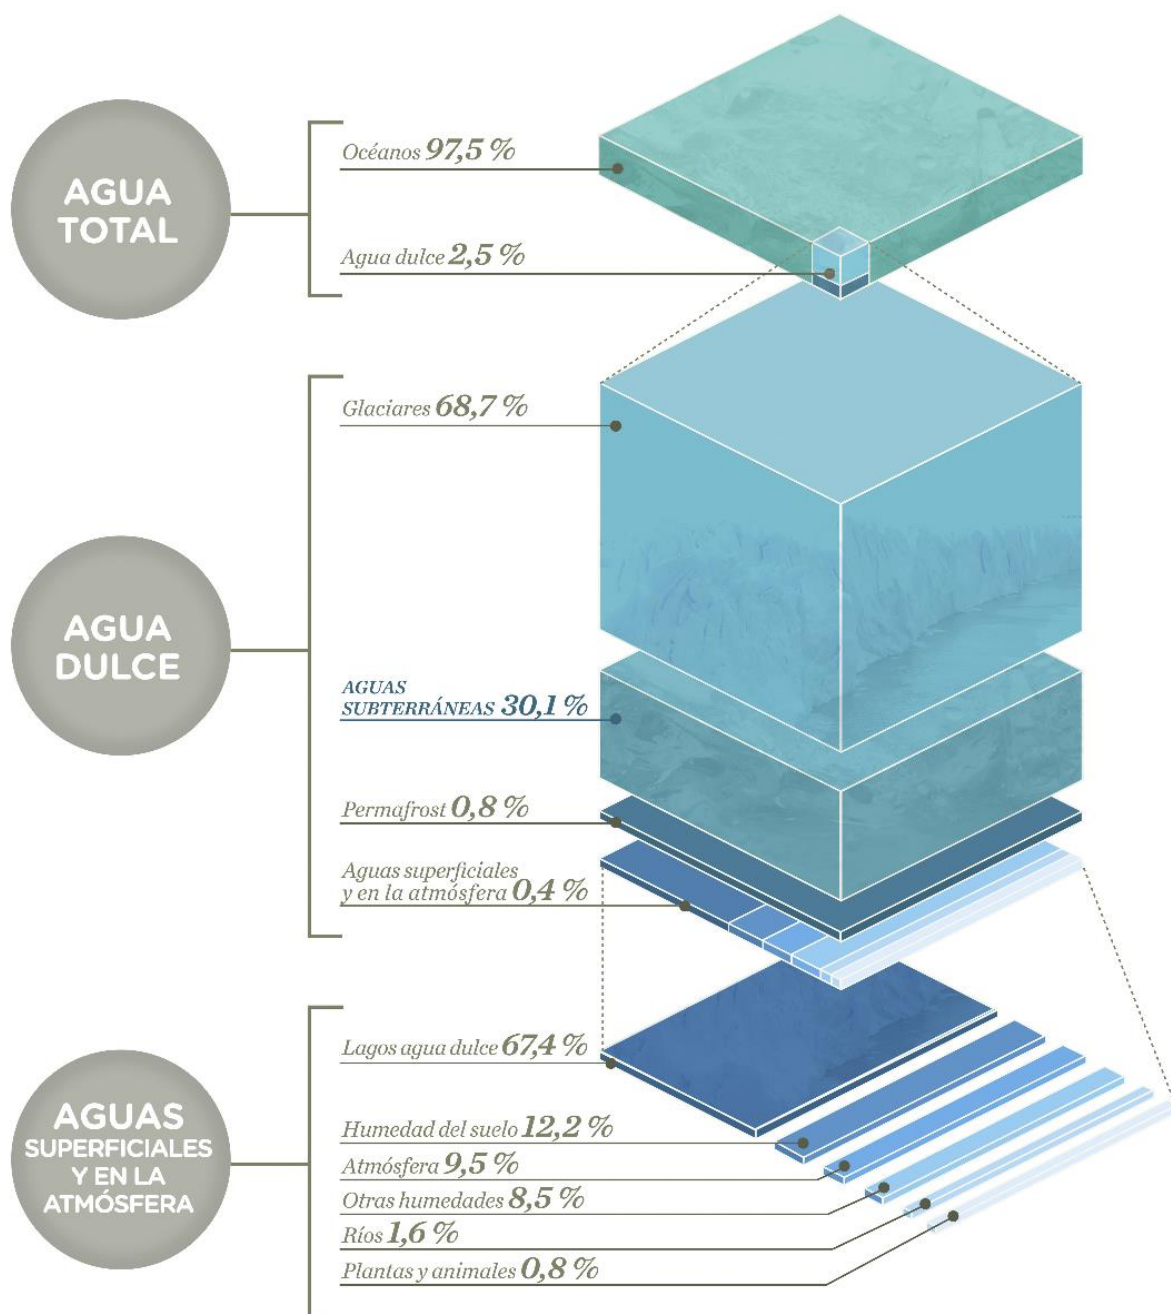 AGUA
TOTAL
Océanos 97,5 %
Agua dulce 2,5 %
AGUA
DULCE
Glaciares 68,7 %
AGUAS
SUBTERRÁNEAS 30,1 %
Permafrost 0,8 %
Aguas superficiales
y en la atmósfera 0,4 %
AGUAS
SUPERFICIALES
Y EN LA
ATMÓSFERA
Lagos agua dulce 67,4 %
Humedad del suelo 12,2 %
Atmósfera 9,5 %
Otras humedades 8,5 %
Ríos 1,6 %
Plantas y animales 0,8 %